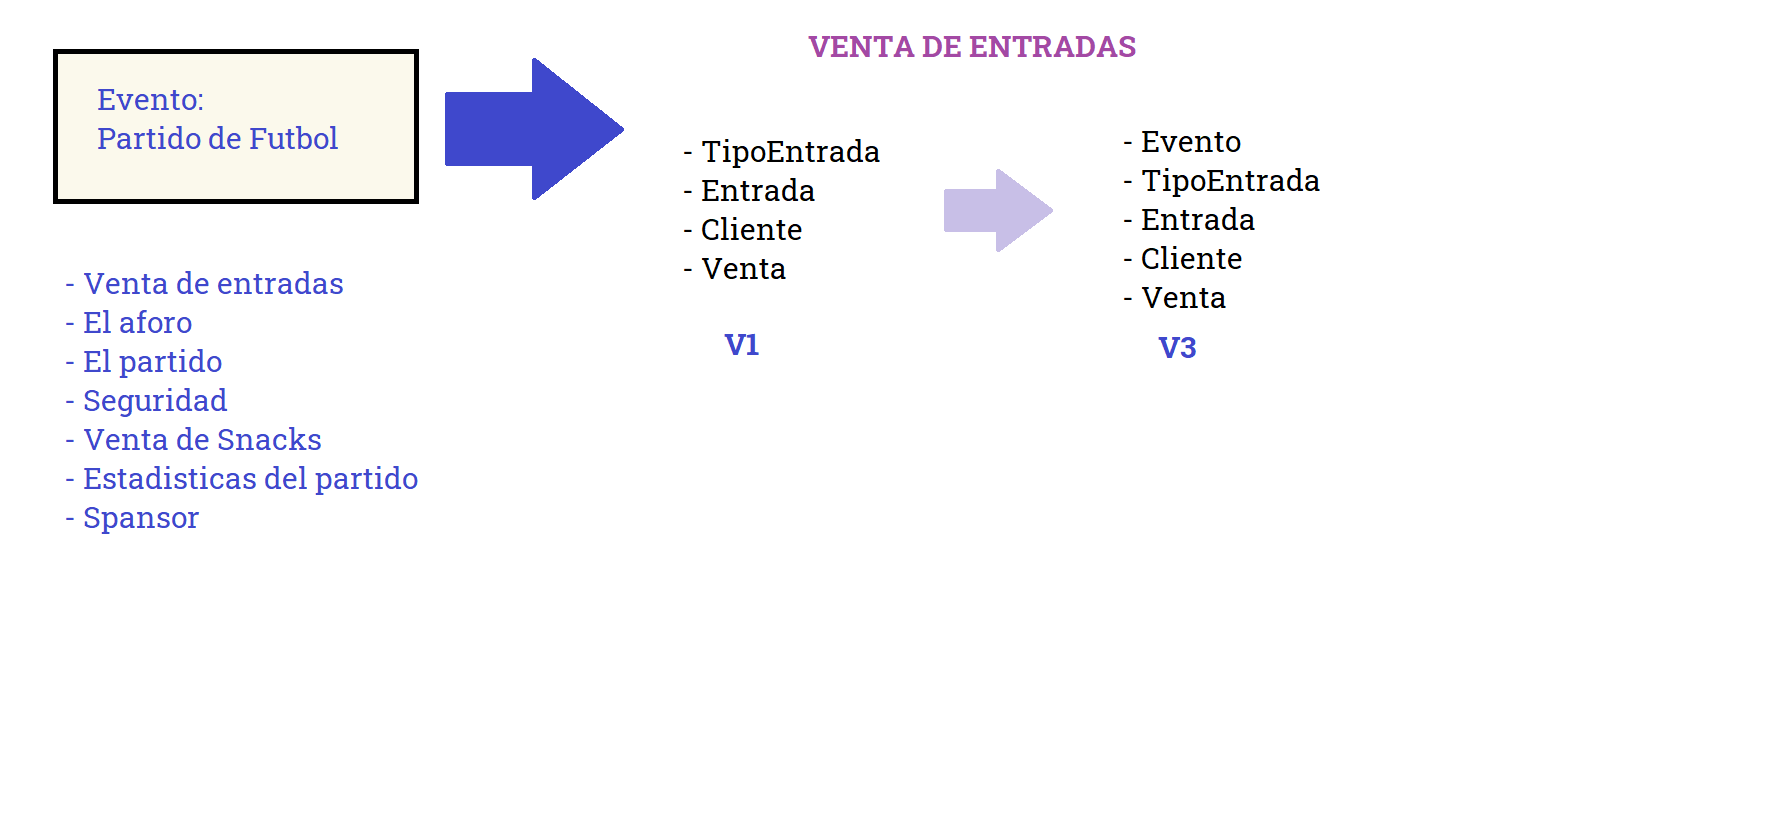 Evento:
Partido de Futbol
- Venta de entradas
- El aforo
- El partido
- Seguridad
- Venta de Snacks
- Estadisticas del partido
- Spansor
VENTA DE ENTRADAS
- TipoEntrada
- Entrada
- Cliente
- Venta
V1
- Evento
- TipoEntrada
- Entrada
- Cliente
- Venta
V3